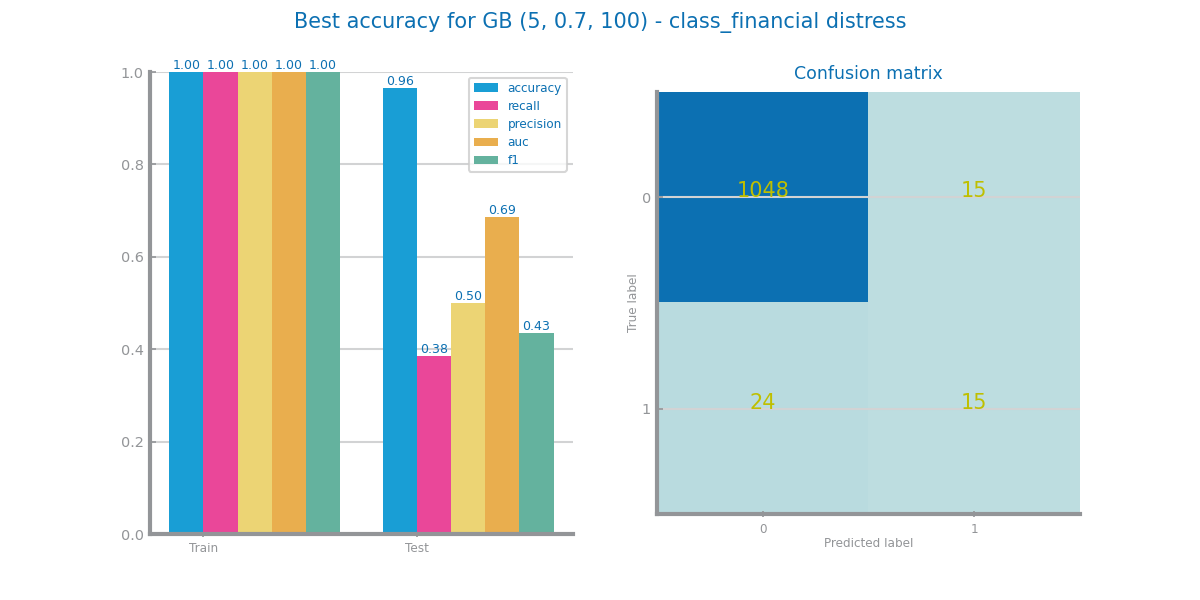 Best accuracy for GB (5, 0.7, 100) - class_financial distress
1.00 1.00 1.00 1.00 1.00
0.96
0.38
0.50
0.69
0.43
accuracy
recall
precision
auc
f1
1.0
0.8
0.6
0.4
0.2
0.0
Train
Test
Confusion matrix
True label
0
1
1048
15
24
15
0
1
Predicted label